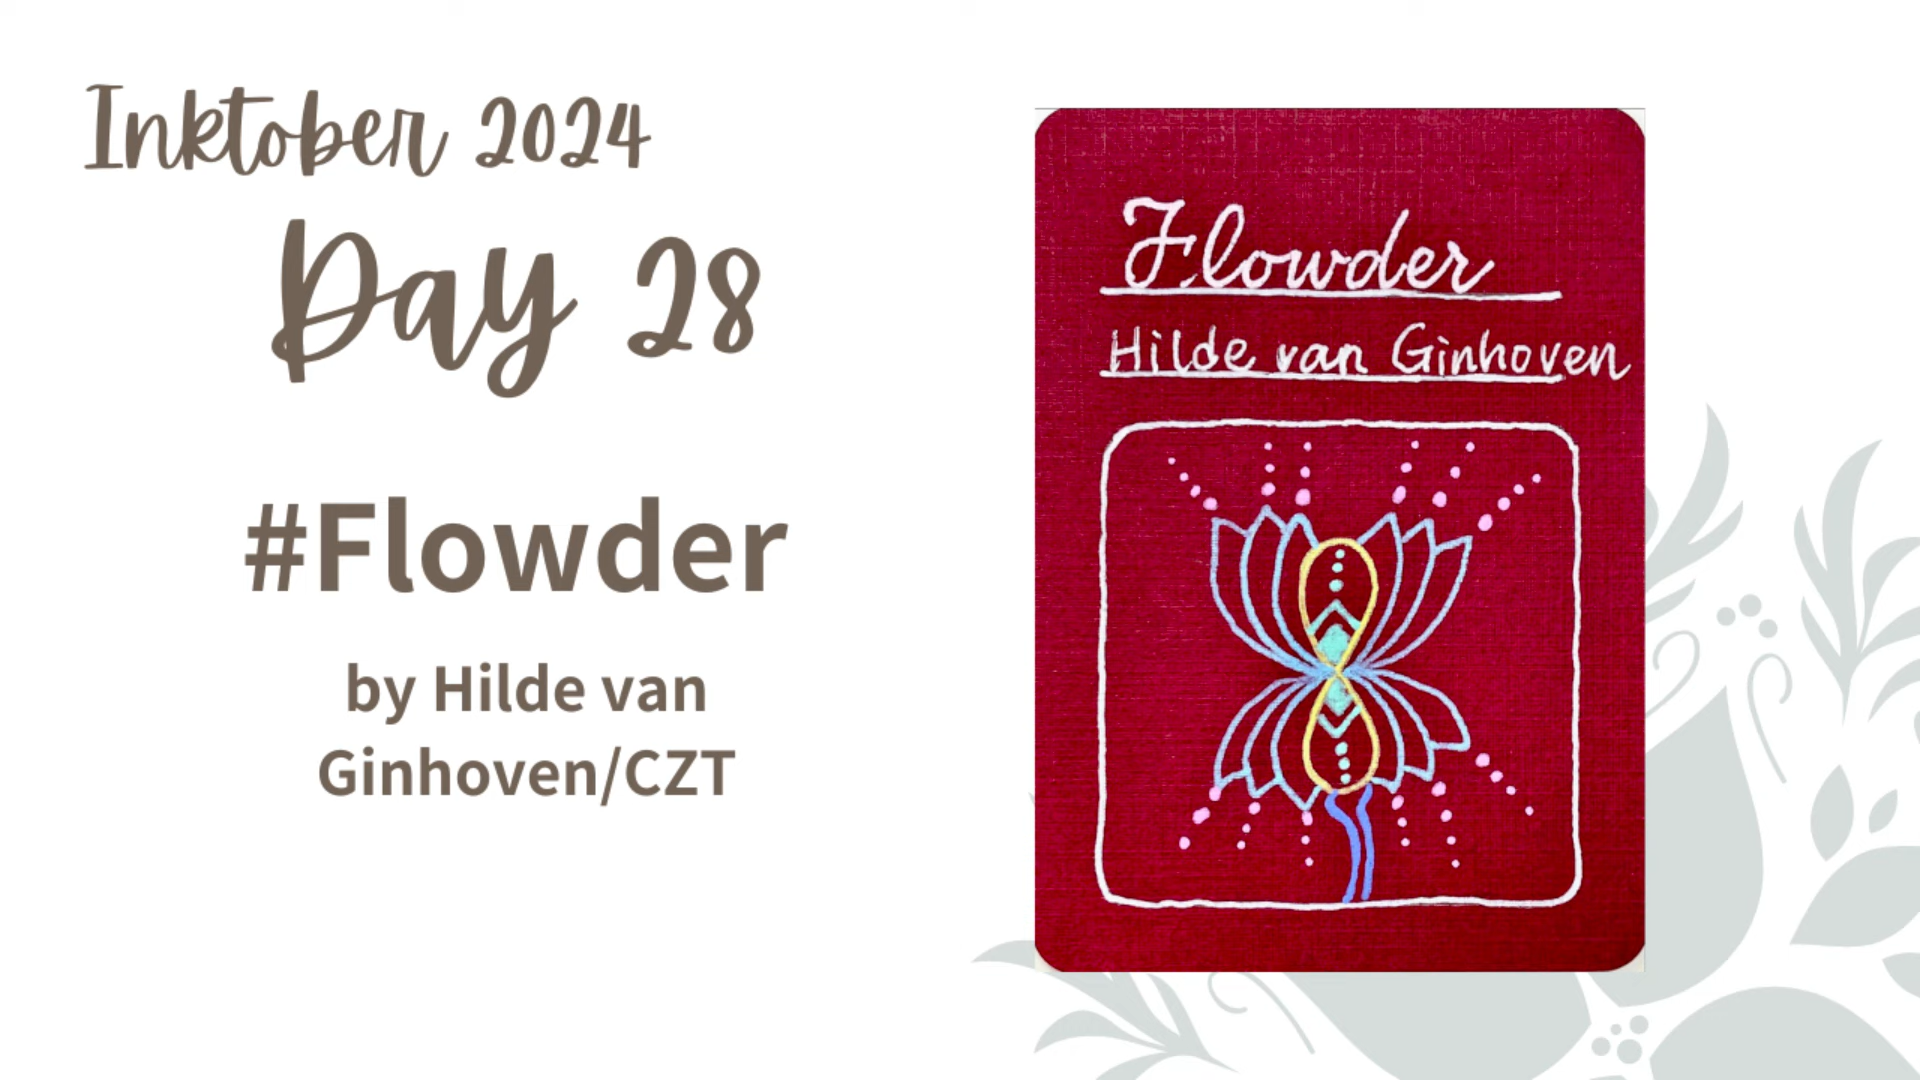 Inktober 2024
Day 28
#Flowder
by Hilde van
Ginhoven/CZT
Flowder
Hilde van Ginhoven